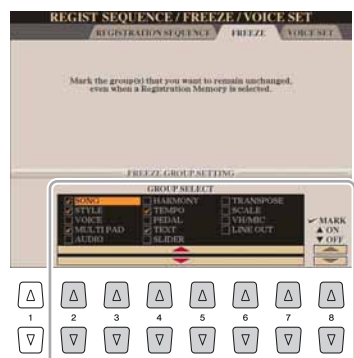 REGIST SEQUENCE / FREEZE / VOICE SET
REGISTRATION SEQUENCE FREEZE VOICE SET
Mark the group(s) that you want to remain unchanged,
even when a Registration Memory is selected.
FREEZE GROUP SETTING
GROUP SELECT
SONG HARMONY TRANSPOSE
STYLE TEMPO SCALE
VOICE PEDAL VH/MIC
MULTI PAD TEXT LINE OUT
AUDIO SLIDER
✔ MARK
▲ ON
▼ OFF
1 2 3 4 5 6 7 8